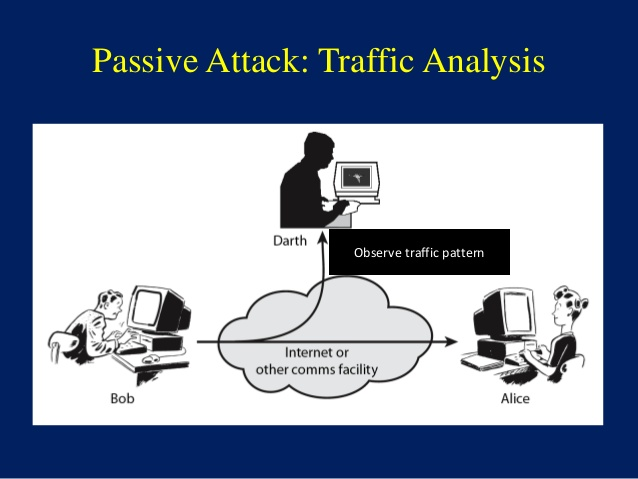 Passive Attack: Traffic Analysis
Darth
Observe traffic pattern
Internet or
other comms facility
Bob
Alice